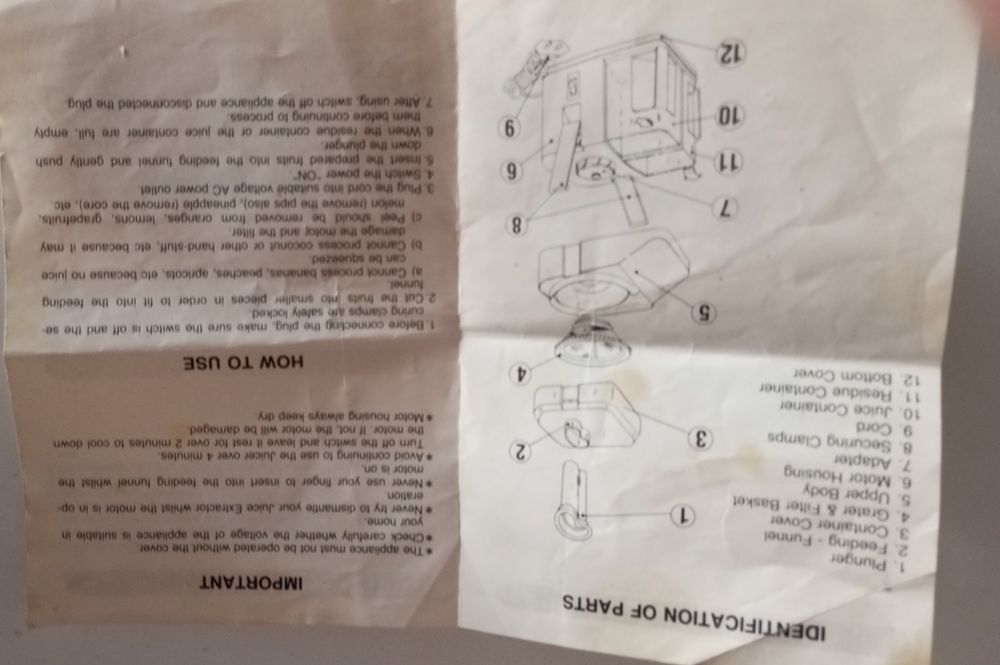 IDENTIFICATION OF PARTS
1. Plunger
2. Feeding - Funnel
3. Container Cover
4. Grater & Filter Basket
5. Upper Body
6. Motor Housing
7. Adapter
8. Securing Clamps
9. Cord
10. Juice Container
11. Residue Container
12. Bottom Cover
1
2
3
4
5
7
8
6
11
9
10
12
IMPORTANT
*The appliance must not be operated without the cover.
*Check carefully whether the voltage of the appliance is suitable in
your home.
*Never try to dismantle your Juice Extractor whilst the motor is in op-
eration.
*Never use your finger to insert into the feeding funnel whilst the
motor is on.
*Avoid continuing to use the Juicer over 4 minutes.
Turn off the switch and leave it rest for over 2 minutes to cool down
the motor. If not, the motor will be damaged.
*Motor housing always keep dry.
HOW TO USE
1. Before connecting the plug, make sure the switch is off and the se-
curing clamps are safely locked.
2. Cut the fruits into smaller pieces in order to fit into the feeding
funnel.
a) Cannot process bananas, peaches, apricots, etc because no juice
can be squeezed.
b) Cannot process coconut or other hand-stuff, etc because it may
damage the motor and the filter.
c) Peel should be removed from oranges, lemons, grapefruits,
melon (remove the pips also), pineapple (remove the core), etc.
3. Plug the cord into suitable voltage AC power outlet.
4. Switch the power "ON".
5. Insert the prepared fruits into the feeding funnel and gently push
down the plunger.
6. When the residue container or the juice container are full, empty
them before continuing to process.
7. After using, switch off the appliance and disconnected the plug.